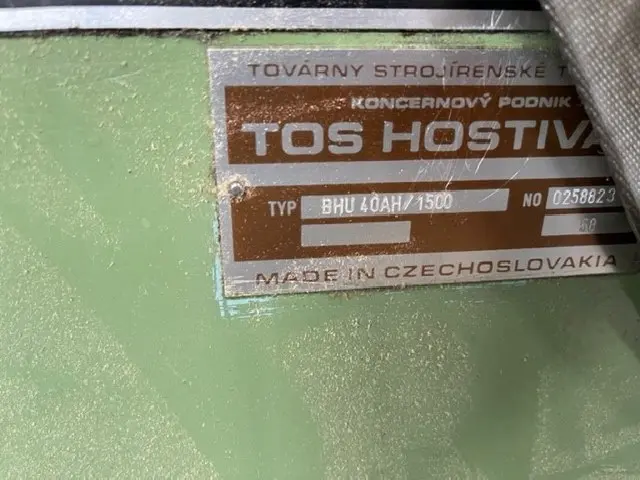 TOVÁRNY STROJÍRENSKÉ T
KONCERNOVÝ PODNIK
TOS HOSTIVA
TYP BHU 40AH/1500 NO 0258823
MADE IN CZECHOSLOVAKIA